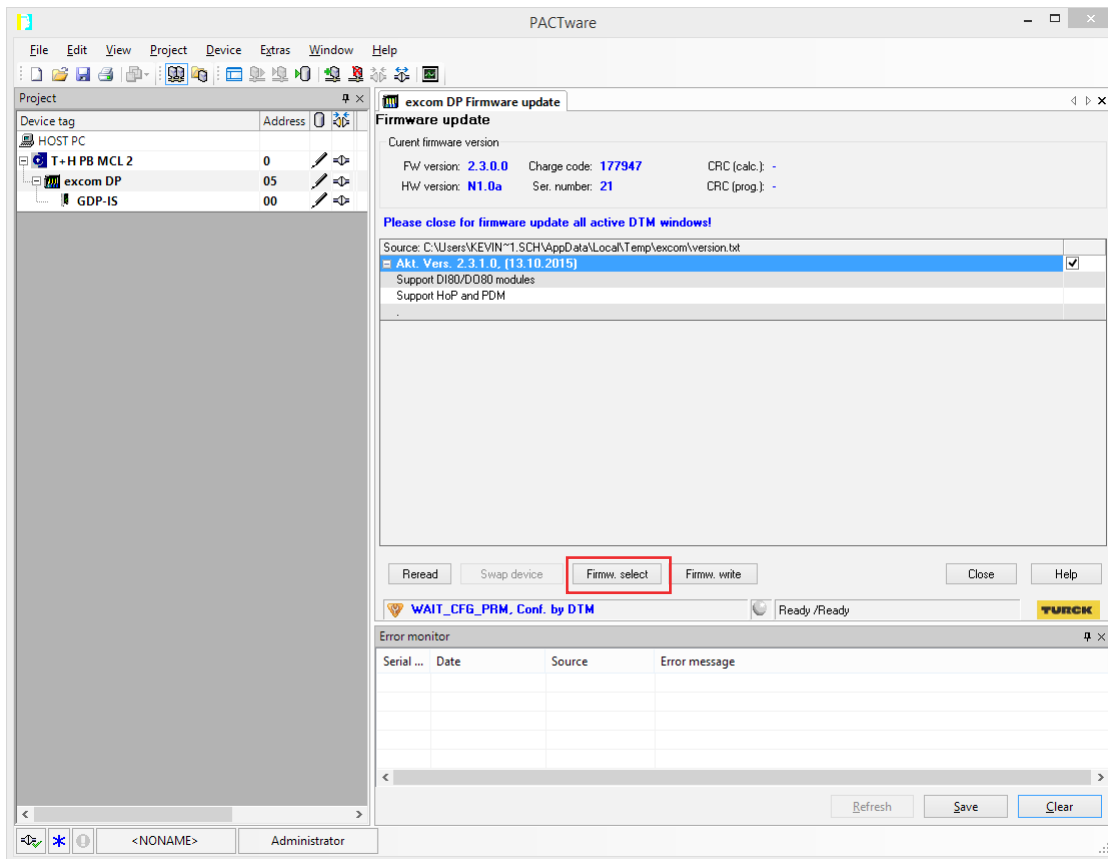 PACTware
File Edit View Project Device Extras Window Help
Project
Device tag Address
HOST PC
T+H PB MCL 2 0
excom DP 05
GDP-IS 00
excom DP Firmware update
Firmware update
Curent firmware version
FW version: 2.3.0.0 Charge code: 177947 CRC (calc.): -
HW version: N1.0a Ser. number: 21 CRC (prog.): -
Please close for firmware update all active DTM windows!
Source: C:\Users\KEVIN~1.SCH\AppData\Local\Temp\excom\version.txt
Akt. Vers. 2.3.1.0, (13.10.2015)
Support DI80/DO80 modules
Support HoP and PDM
.
Reread Swap device Firmw. select Firmw. write Close Help
WAIT_CFG_PRM, Conf. by DTM Ready /Ready TURCK
Error monitor
Serial ... Date Source Error message
Refresh Save Clear
<NONAME> Administrator